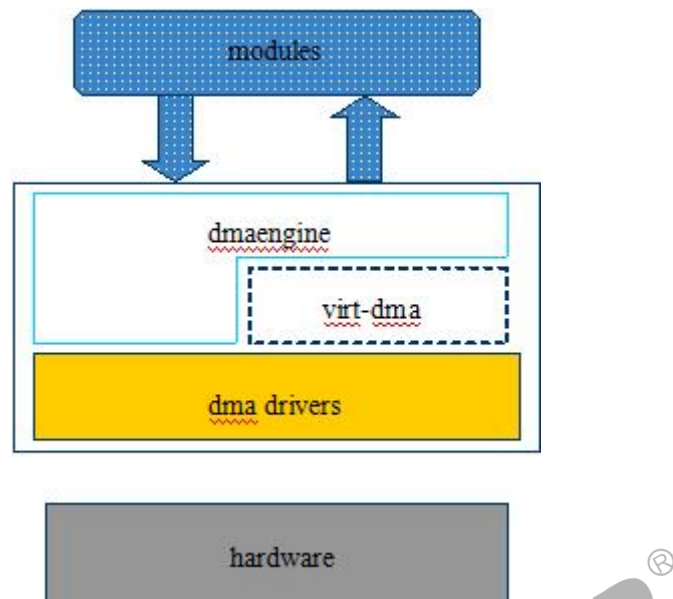 modules
dmaengine
virt-dma
dma drivers
hardware
®